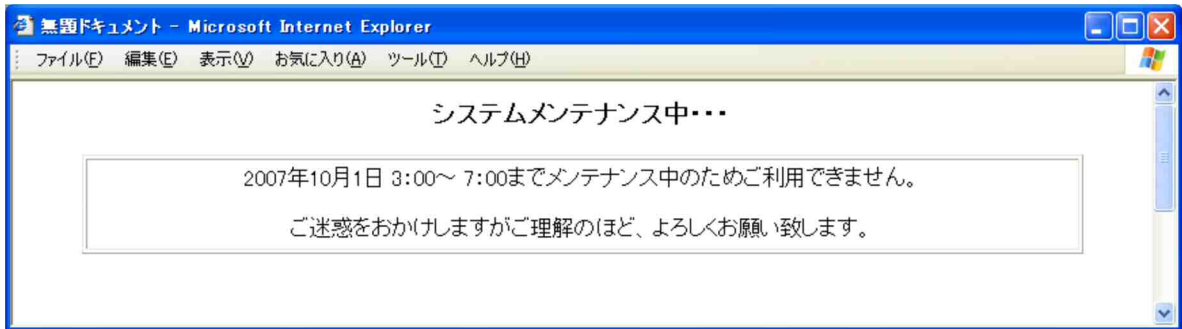 無題ドキュメント - Microsoft Internet Explorer
ファイル(F) 編集(E) 表示(V) お気に入り(A) ツール(T) ヘルプ(H)
システムメンテナンス中・・・
2007年10月1日 3:00～ 7:00までメンテナンス中のためご利用できません。
ご迷惑をおかけしますがご理解のほど、よろしくお願い致します。